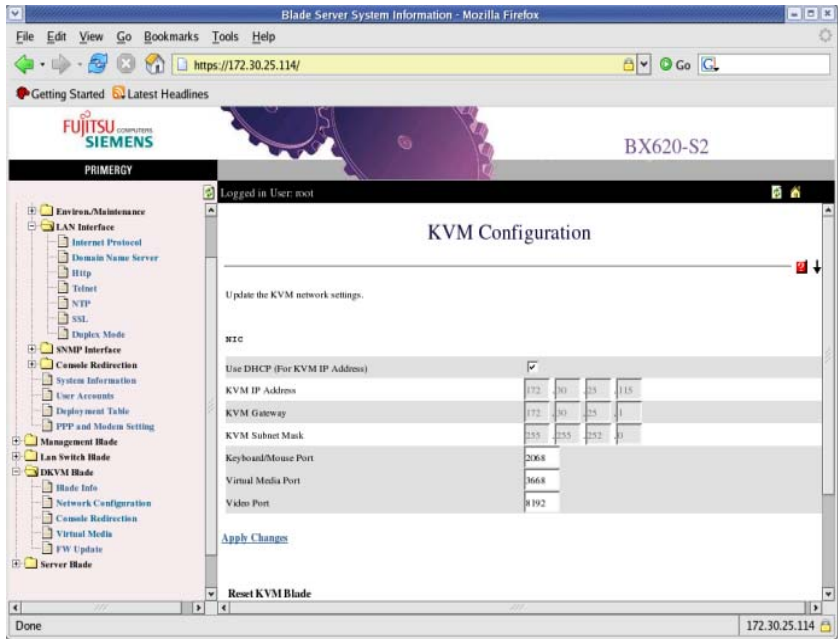 Blade Server System Information - Mozilla Firefox
File Edit View Go Bookmarks Tools Help
https://172.30.25.114/
Go
Getting Started Latest Headlines
FUJITSU COMPUTERS
SIEMENS
BX620-S2
PRIMERGY
Logged in User: root
Environ./Maintenance
LAN Interface
Internet Protocol
Domain Name Server
Http
Telnet
NTP
SSL
Duplex Mode
SNMP Interface
Console Redirection
System Information
User Accounts
Deployment Table
PPP and Modem Setting
Management Blade
Lan Switch Blade
DKVM Blade
Blade Info
Network Configuration
Console Redirection
Virtual Media
FW Update
Server Blade
KVM Configuration
?
Update the KVM network settings.
NIC
Use DHCP (For KVM IP Address)
KVM IP Address 172 .30 .25 .115
KVM Gateway 172 .30 .25 .1
KVM Subnet Mask 255 .255 .252 .0
Keyboard/Mouse Port 2068
Virtual Media Port 3668
Video Port 8192
Apply Changes
Reset KVM Blade
Done
172.30.25.114